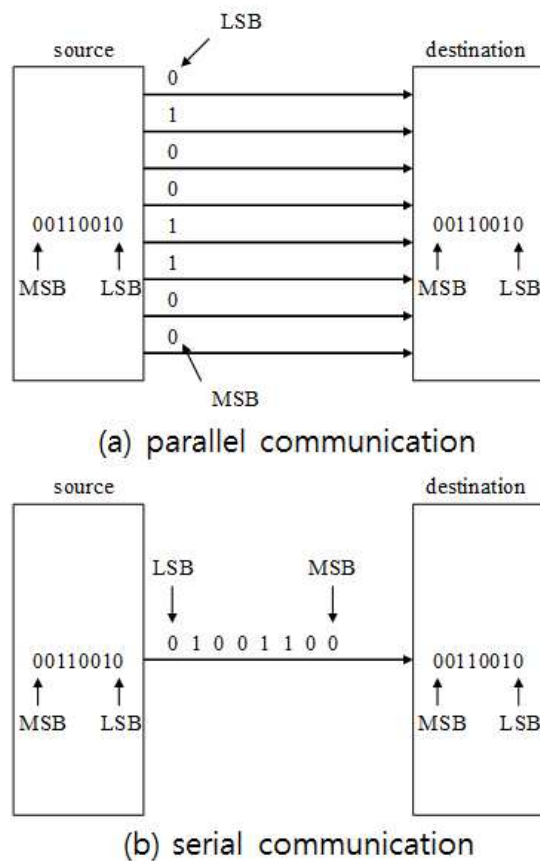 LSB
source destination
0
1
0
0
1
1
0
0
00110010 00110010
MSB LSB MSB LSB
MSB
(a) parallel communication
source destination
LSB MSB
0 1 0 0 1 1 0 0
00110010 00110010
MSB LSB MSB LSB
(b) serial communication